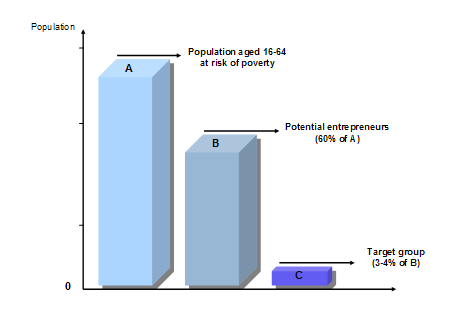 Population
A
Population aged 16-64
at risk of poverty
B
Potential entrepreneurs
(60% of A)
C
Target group
(3-4% of B)
0